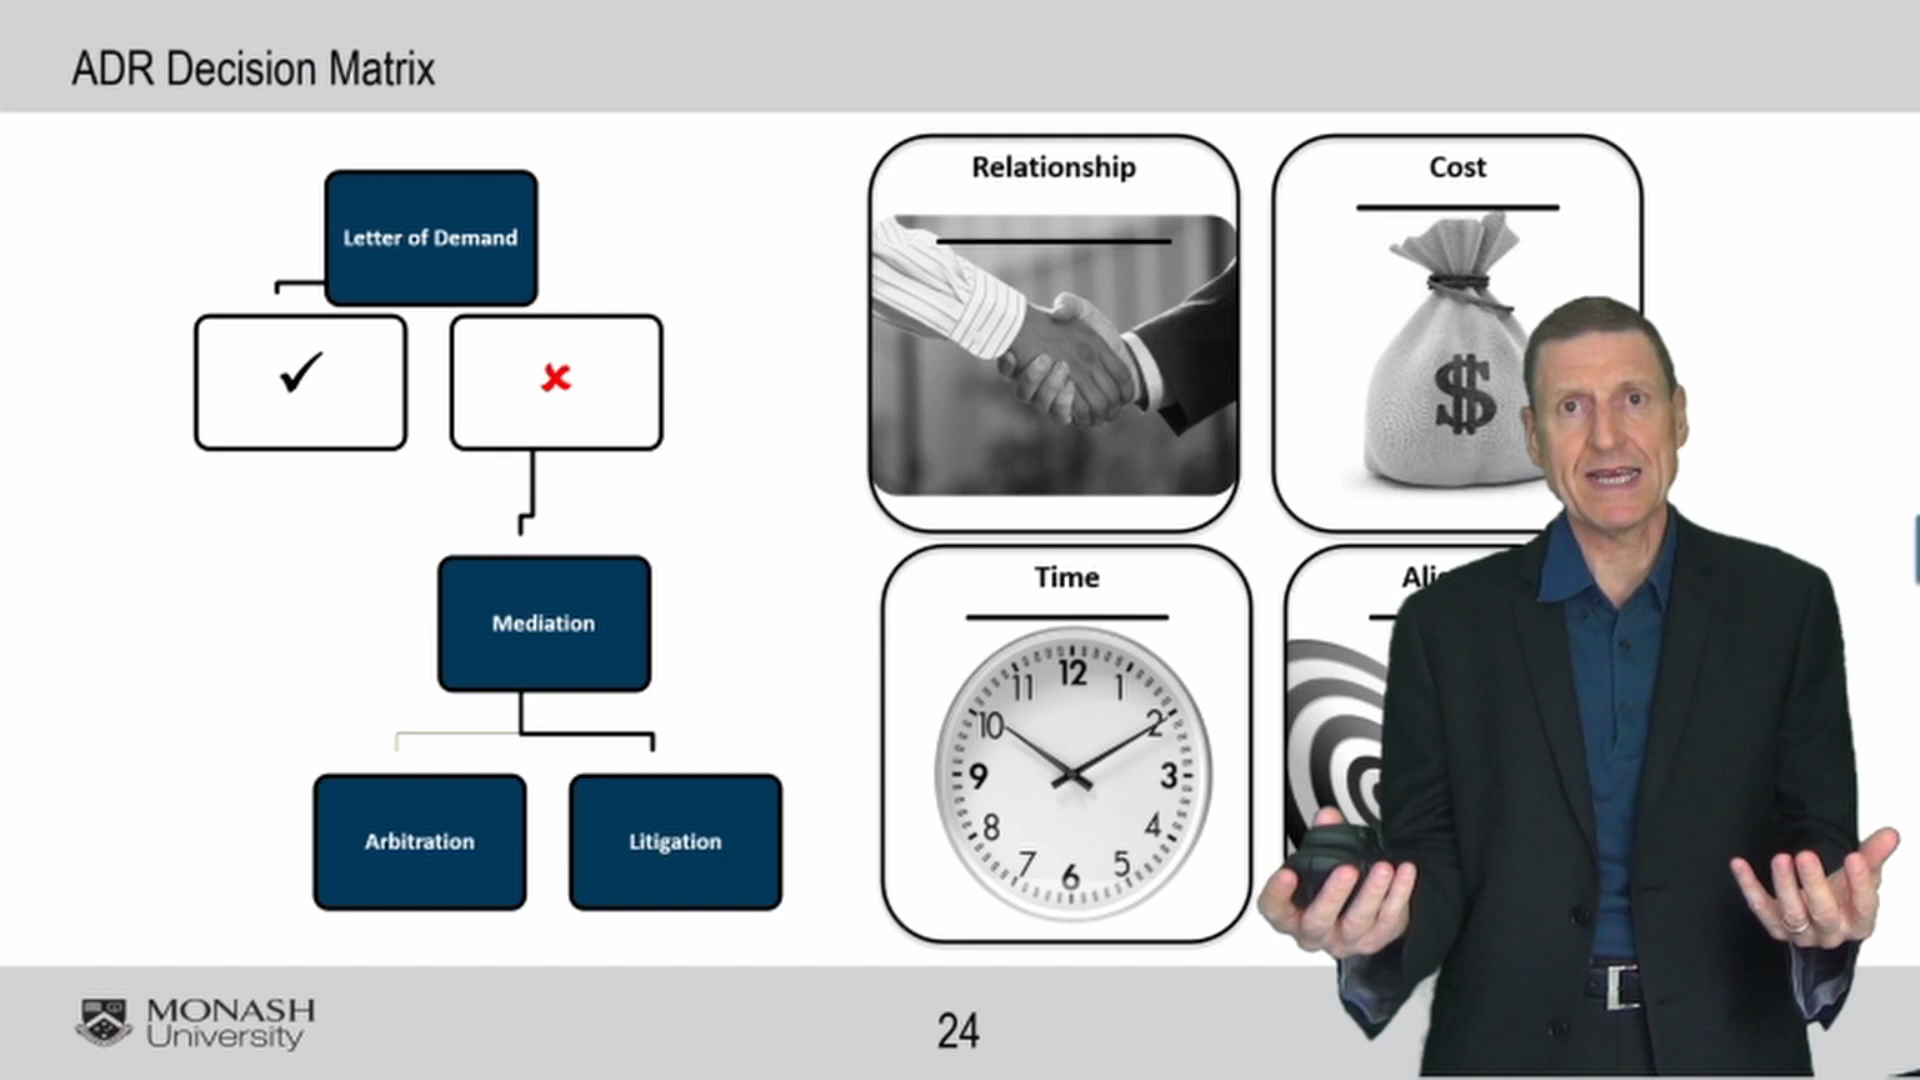 ADR Decision Matrix
Letter of Demand
Mediation
Arbitration
Litigation
Relationship
Cost
$
Time
12
1
2
3
4
5
6
7
8
9
10
11
MONASH
University
24